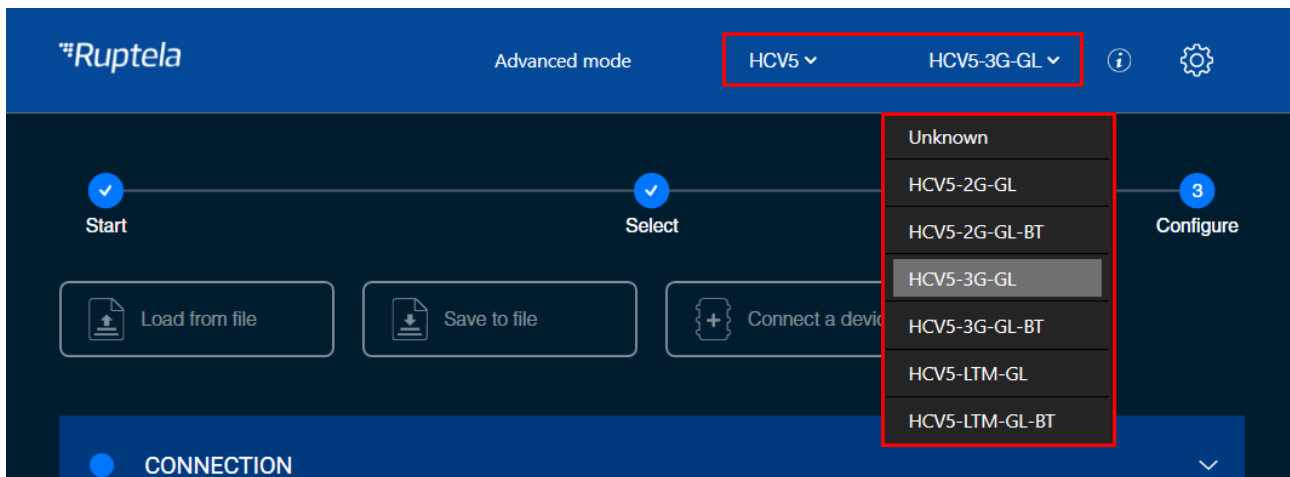 Ruptela
Advanced mode
HCV5
HCV5-3G-GL
i
Unknown
HCV5-2G-GL
HCV5-2G-GL-BT
HCV5-3G-GL
HCV5-3G-GL-BT
HCV5-LTM-GL
HCV5-LTM-GL-BT
Start
Select
3
Configure
Load from file
Save to file
Connect a devic
CONNECTION